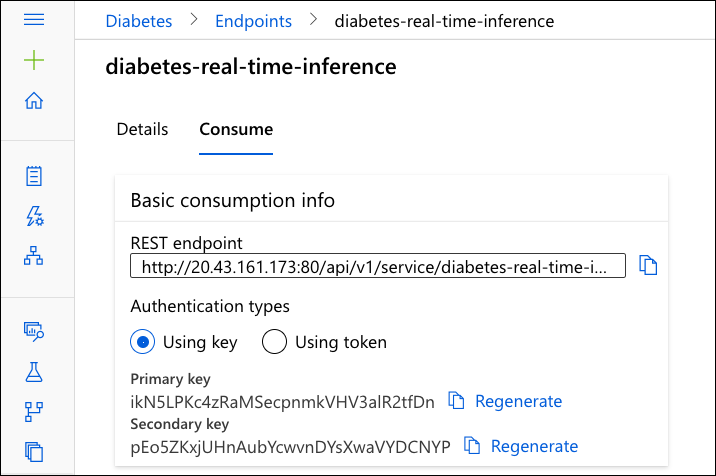 Diabetes > Endpoints > diabetes-real-time-inference
diabetes-real-time-inference
Details Consume
Basic consumption info
REST endpoint
http://20.43.161.173:80/api/v1/service/diabetes-real-time-i...
Authentication types
Using key Using token
Primary key
ikN5LPKc4zRaMSecpnmkVHV3alR2tfDn Regenerate
Secondary key
pEo5ZKxjUHnAubYcwvnDYsXwaVYDCNYP Regenerate